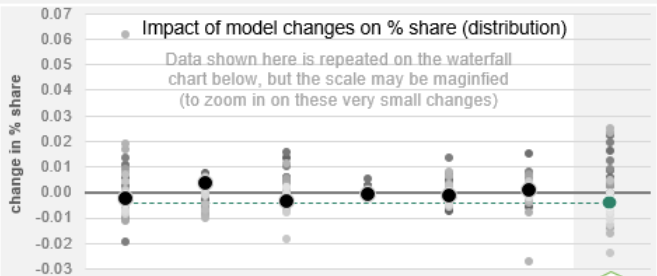 0.07
Impact of model changes on % share (distribution)
0.06
Data shown here is repeated on the waterfall
0.05
chart below, but the scale may be maginfied
0.04
(to zoom in on these very small changes)
0.03
0.02
0.01
0.00
-0.01
-0.02
-0.03
change in % share